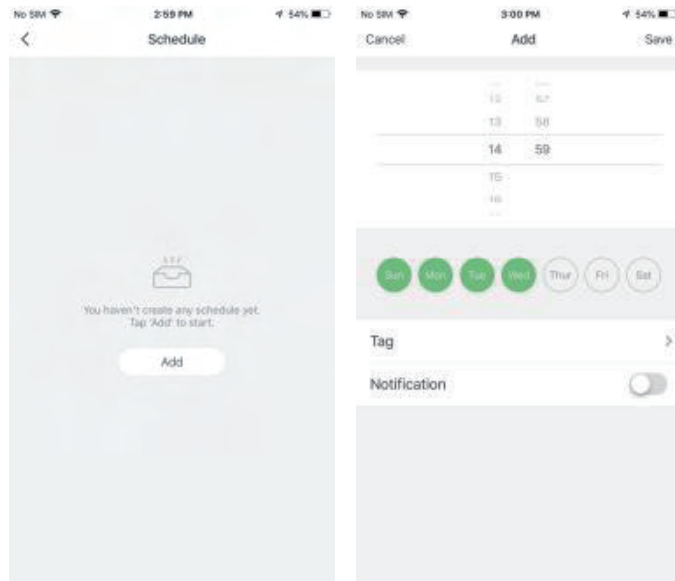 No SIM 2:59 PM 54%
Schedule
You haven't create any schedule yet.
Tap 'Add' to start.
Add
No SIM 3:00 PM 54%
Cancel Add Save
13 58
14 59
15
16
Sun Mon Tue Wed Thur Fri Sat
Tag
Notification